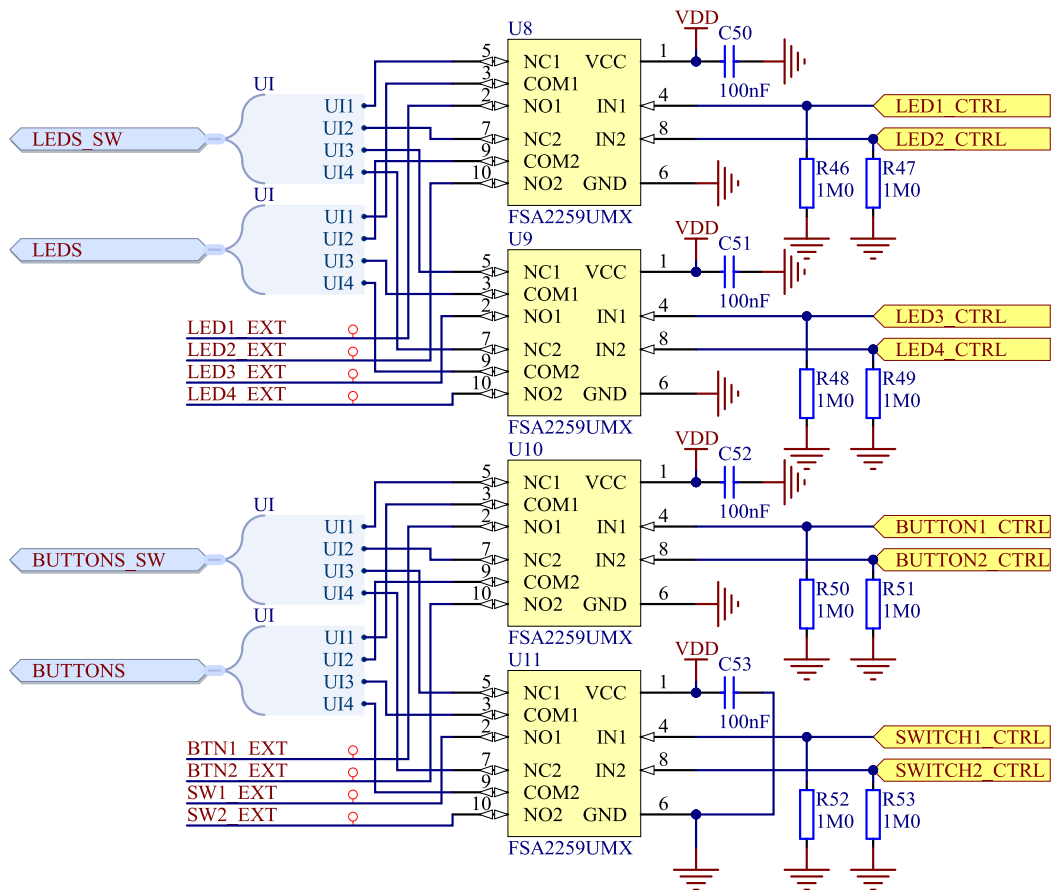 U8
VDD
C50
100nF
5 NC1 VCC 1
3 COM1
2 NO1 IN1 4
7 NC2 IN2 8
9 COM2
10 NO2 GND 6
FSA2259UMX
UI
UI1
UI2
UI3
UI4
LEDS_SW
UI
UI1
UI2
UI3
UI4
LEDS
LED1_CTRL
LED2_CTRL
R46
1M0
R47
1M0
U9
VDD
C51
100nF
5 NC1 VCC 1
3 COM1
2 NO1 IN1 4
7 NC2 IN2 8
9 COM2
10 NO2 GND 6
FSA2259UMX
LED1_EXT
LED2_EXT
LED3_EXT
LED4_EXT
LED3_CTRL
LED4_CTRL
R48
1M0
R49
1M0
U10
VDD
C52
100nF
5 NC1 VCC 1
3 COM1
2 NO1 IN1 4
7 NC2 IN2 8
9 COM2
10 NO2 GND 6
FSA2259UMX
UI
UI1
UI2
UI3
UI4
BUTTONS_SW
UI
UI1
UI2
UI3
UI4
BUTTONS
BUTTON1_CTRL
BUTTON2_CTRL
R50
1M0
R51
1M0
U11
VDD
C53
100nF
5 NC1 VCC 1
3 COM1
2 NO1 IN1 4
7 NC2 IN2 8
9 COM2
10 NO2 GND 6
FSA2259UMX
BTN1_EXT
BTN2_EXT
SW1_EXT
SW2_EXT
SWITCH1_CTRL
SWITCH2_CTRL
R52
1M0
R53
1M0